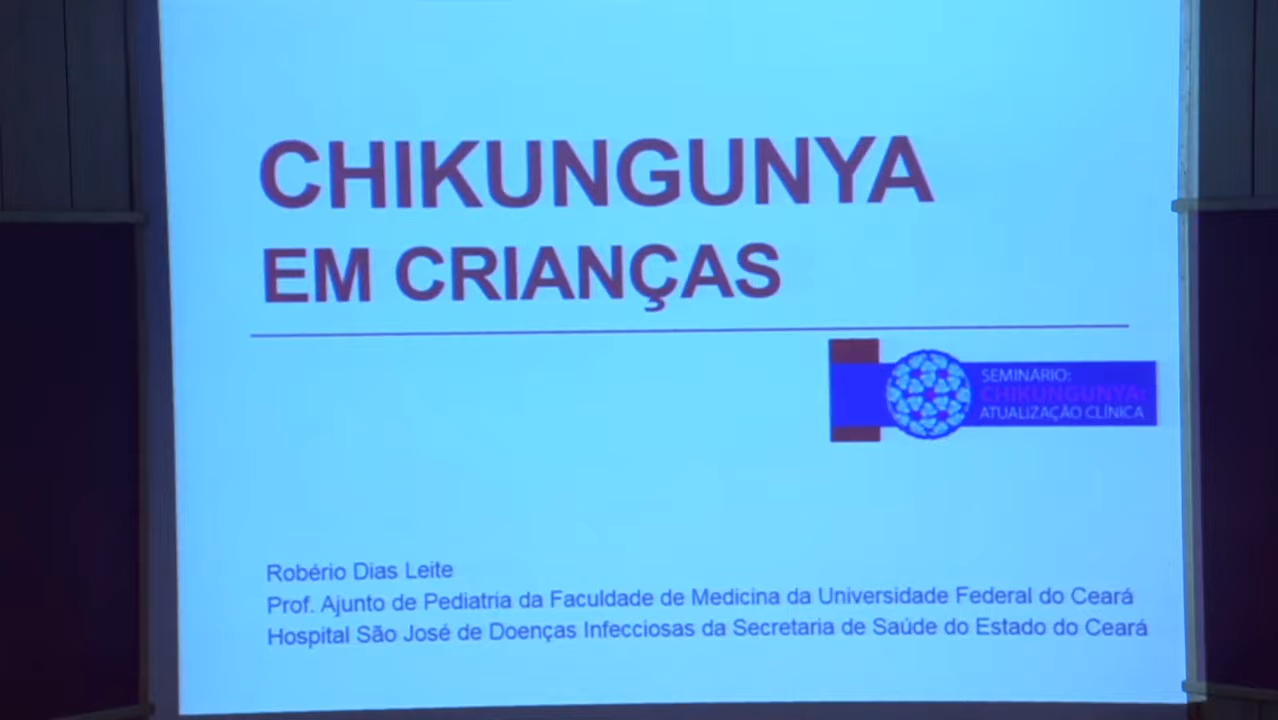 CHIKUNGUNYA
EM CRIANÇAS
SEMINÁRIO:
CHIKUNGUNYA:
ATUALIZAÇÃO CLÍNICA
Robério Dias Leite
Prof. Ajunto de Pediatria da Faculdade de Medicina da Universidade Federal do Ceará
Hospital São José de Doenças Infecciosas da Secretaria de Saúde do Estado do Ceará